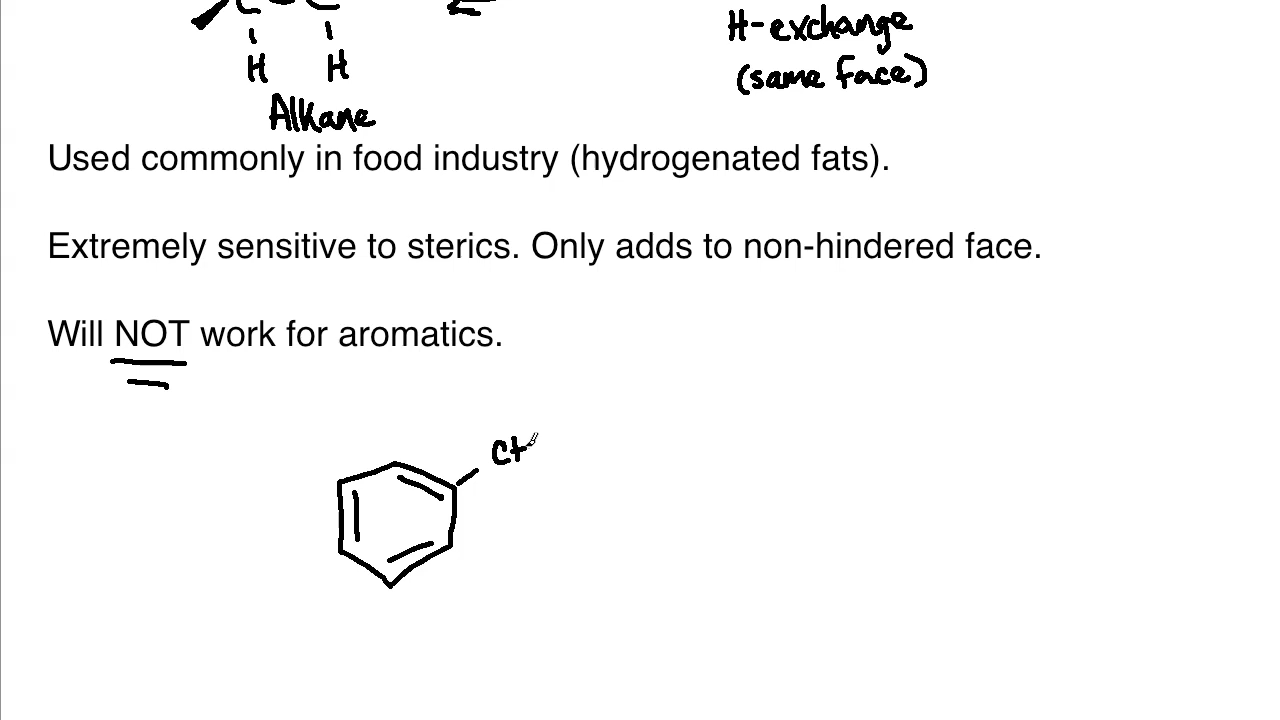 C C
H-exchange
H H
(same face)
Alkane
Used commonly in food industry (hydrogenated fats).
Extremely sensitive to sterics. Only adds to non-hindered face.
Will NOT work for aromatics.